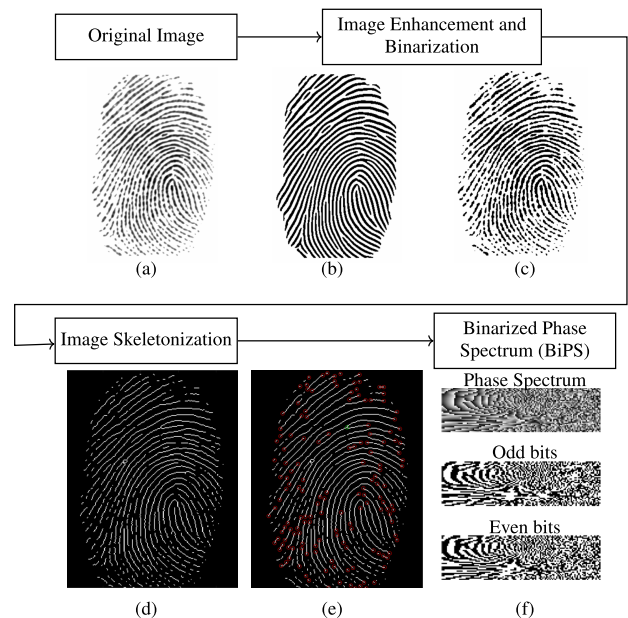 Original Image
Image Enhancement and
Binarization
(a)
(b)
(c)
Image Skeletonization
Binarized Phase
Spectrum (BiPS)
Phase Spectrum
Odd bits
Even bits
(d)
(e)
(f)